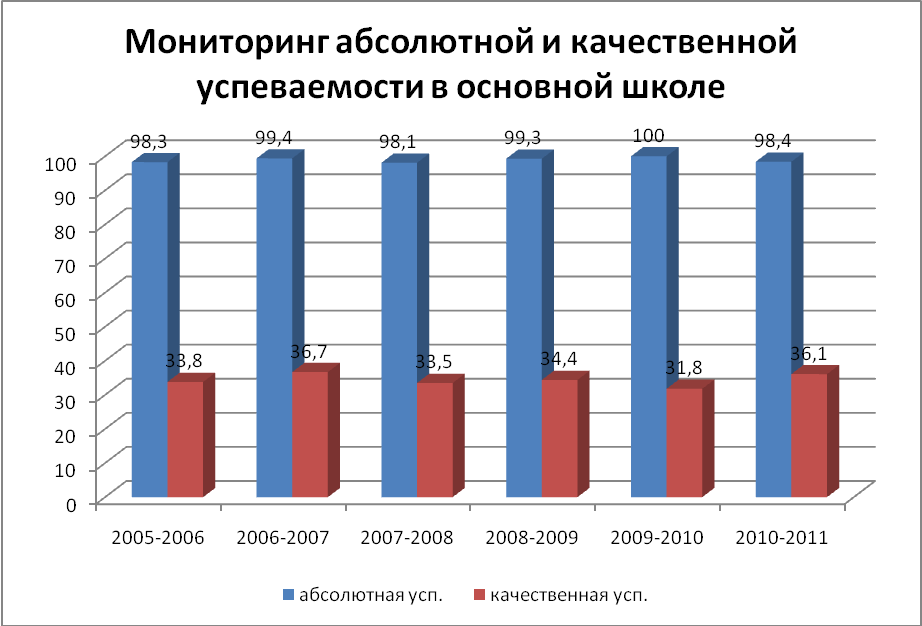 Мониторинг абсолютной и качественной
успеваемости в основной школе
98,3 99,4 98,1 99,3 100 98,4
100
90
80
70
60
50
40
30
20
10
0
33,8 36,7 33,5 34,4 31,8 36,1
2005-2006 2006-2007 2007-2008 2008-2009 2009-2010 2010-2011
абсолютная усп. качественная усп.